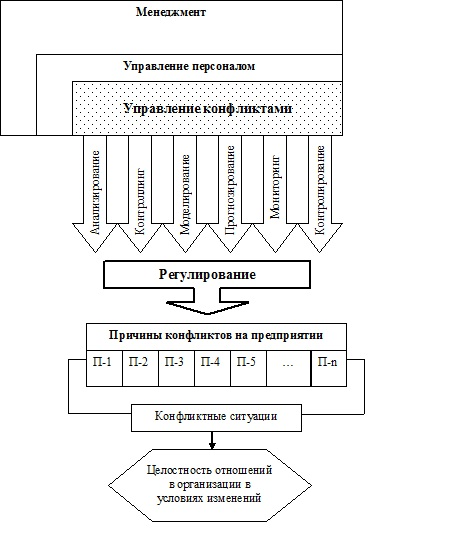 Менеджмент
Управление персоналом
Управление конфликтами
Анализирование
Контроллинг
Моделирование
Прогнозирование
Мониторинг
Контролирование
Регулирование
Причины конфликтов на предприятии
П-1 П-2 П-3 П-4 П-5 ... П-n
Конфликтные ситуации
Целостность отношений
в организации в
условиях изменений